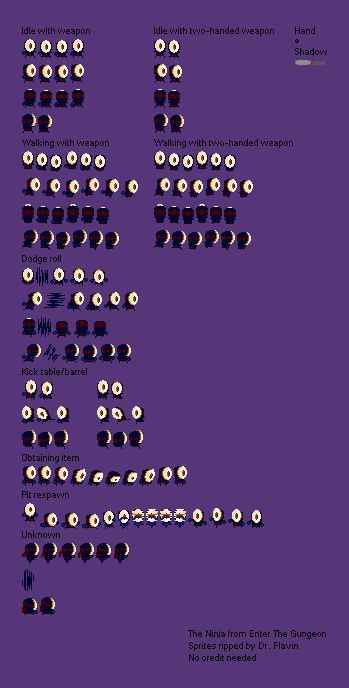 Idle with weapon
Idle with two-handed weapon
Hand
Shadow
Walking with weapon
Walking with two-handed weapon
Dodge roll
Kick table/barrel
Obtaining item
Pit respawn
Unknown
The Ninja from Enter The Gungeon
Sprites ripped by Dr. Flavin
No credit needed